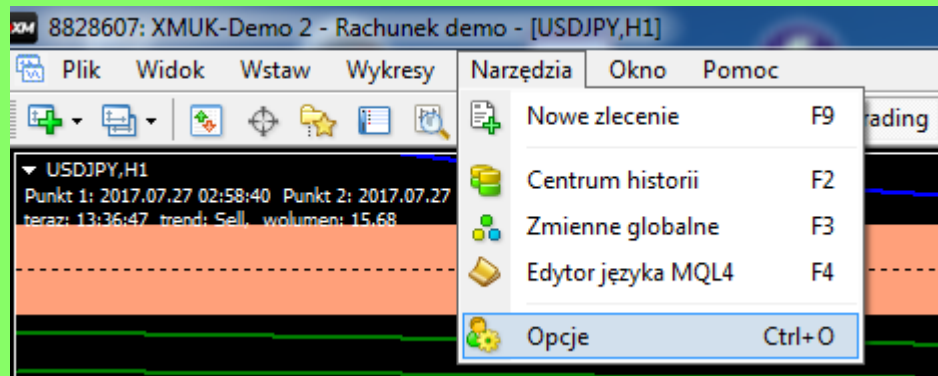 XM 8828607: XMUK-Demo 2 - Rachunek demo - [USDJPY,H1]
Plik Widok Wstaw Wykresy Narzędzia Okno Pomoc
Nowe zlecenie F9
rading
USDJPY,H1
Punkt 1: 2017.07.27 02:58:40 Punkt 2: 2017.07.27
teraz: 13:36:47 trend: Sell, wolumen: 15.68
Centrum historii F2
Zmienne globalne F3
Edytor języka MQL4 F4
Opcje Ctrl+O